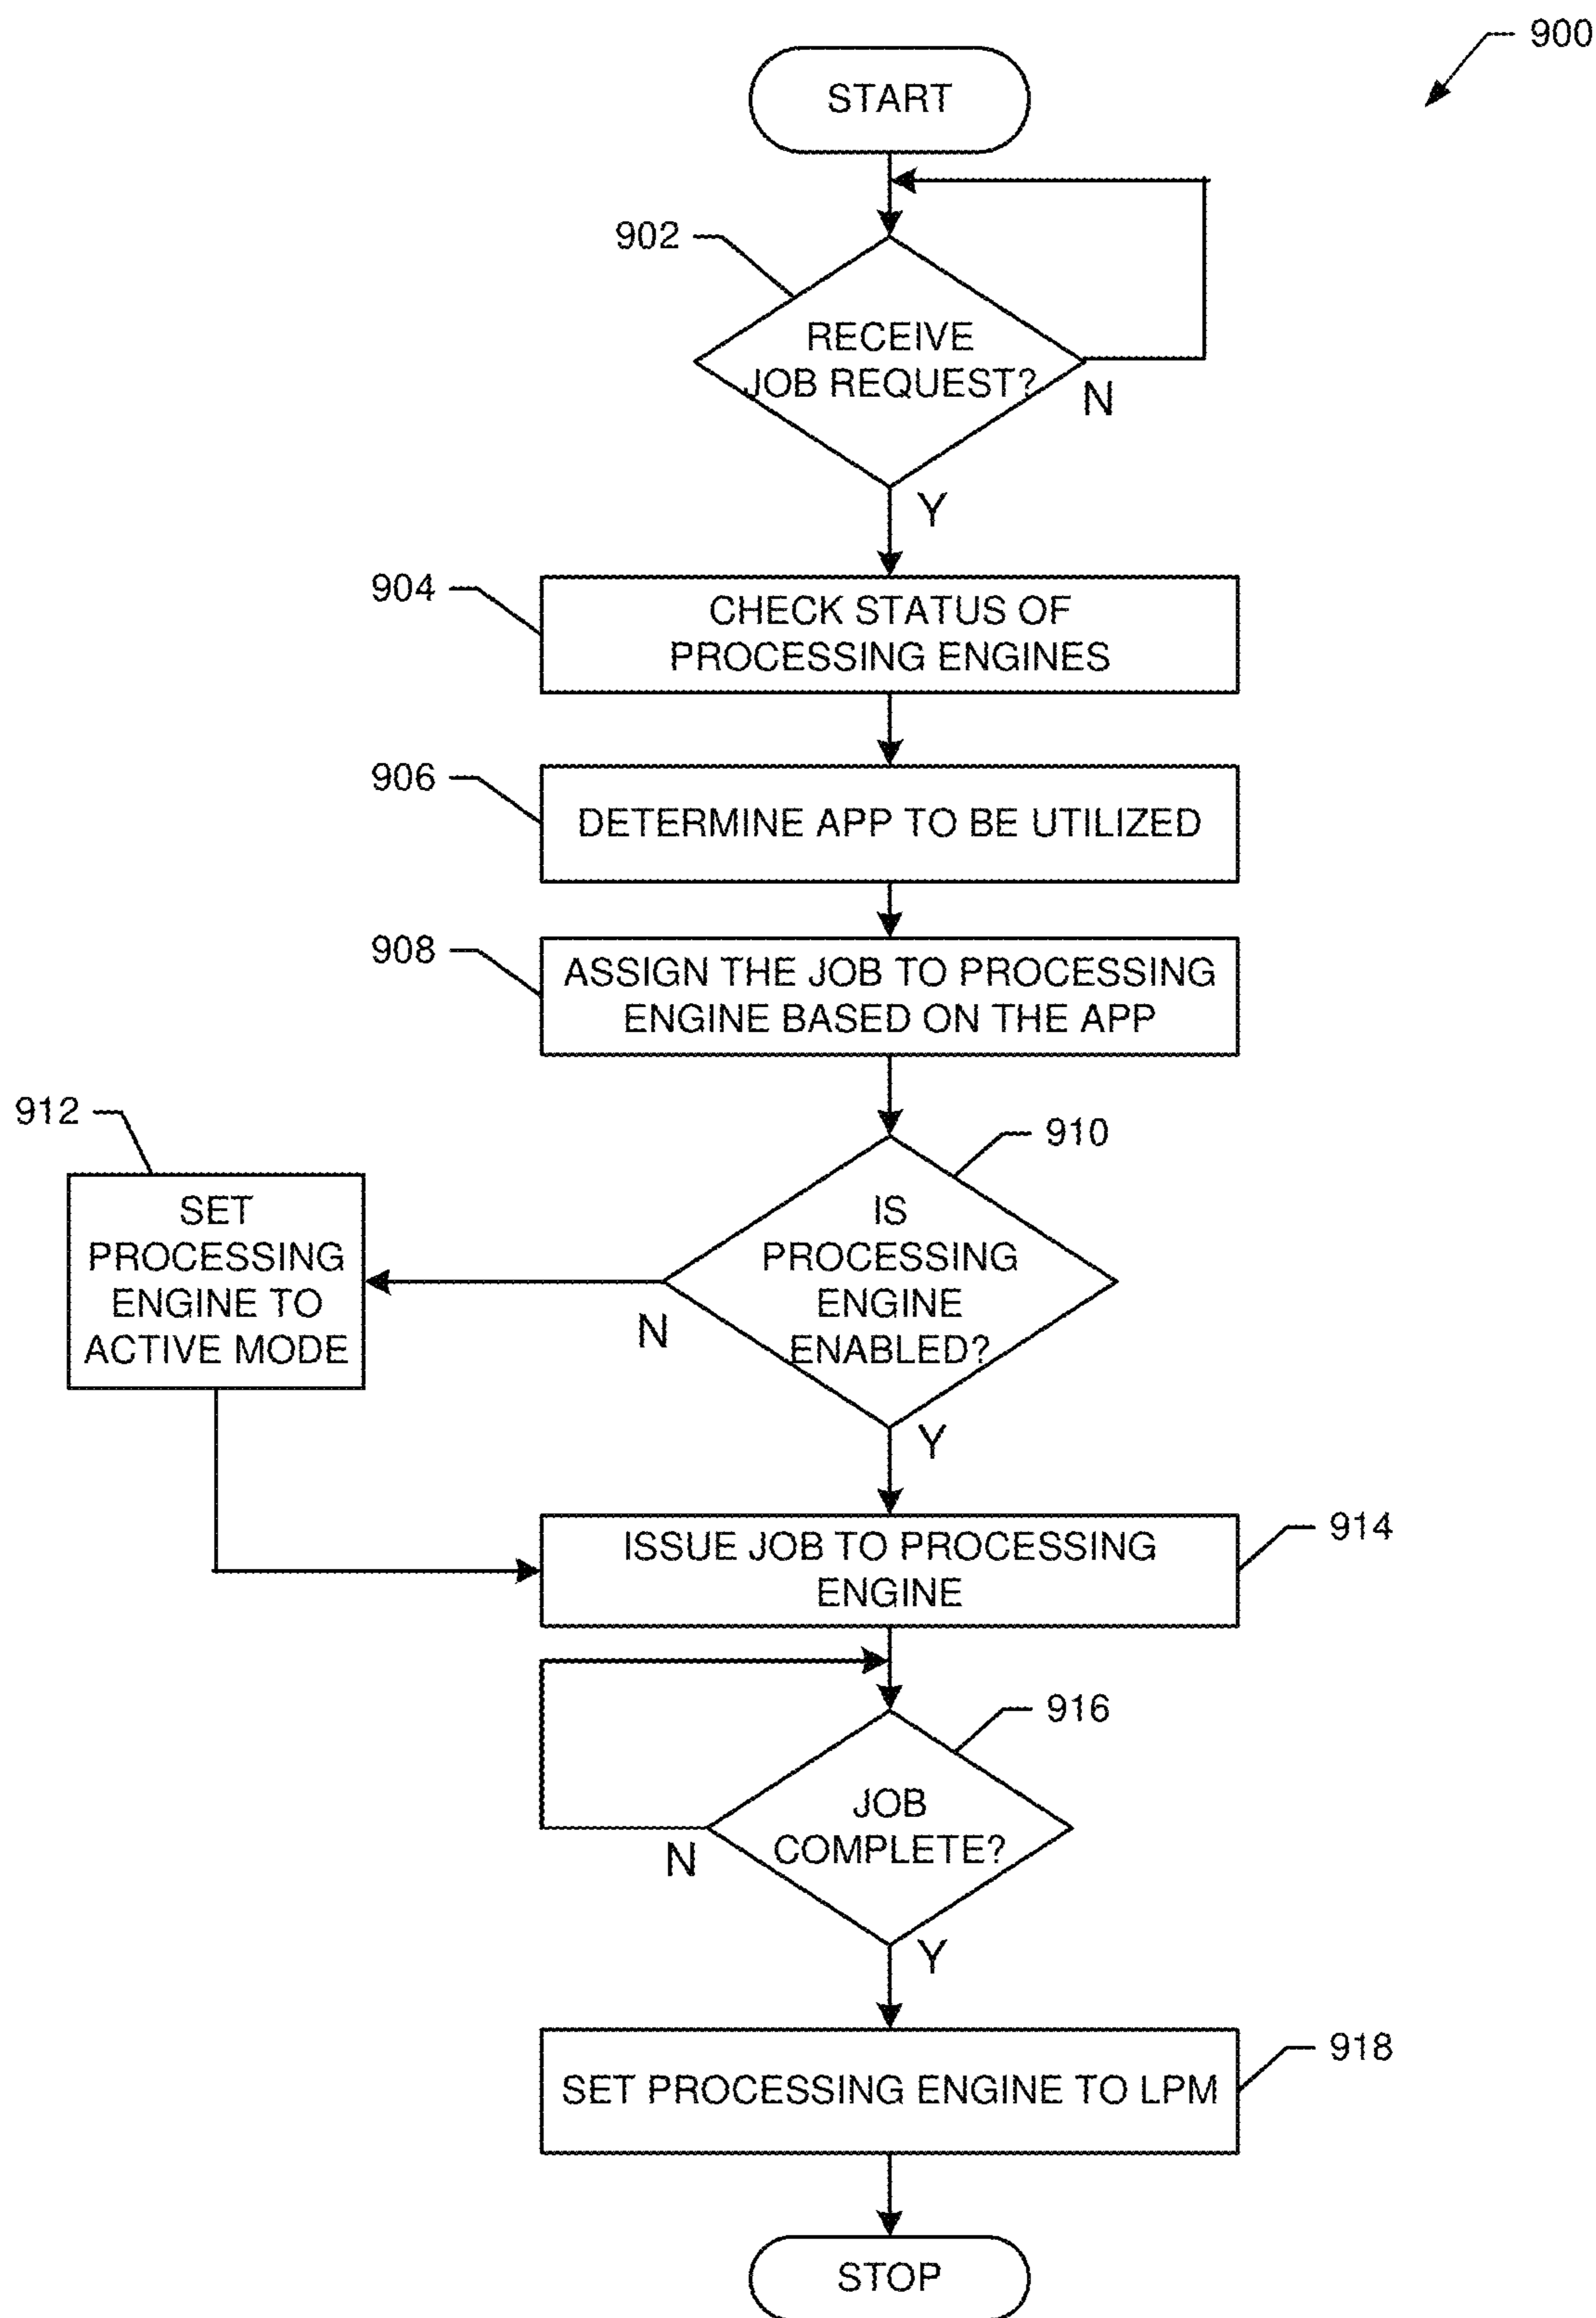 900
START
902
RECEIVE
JOB REQUEST?
N
Y
904
CHECK STATUS OF
PROCESSING ENGINES
906
DETERMINE APP TO BE UTILIZED
908
ASSIGN THE JOB TO PROCESSING
ENGINE BASED ON THE APP
912
910
SET
PROCESSING
ENGINE TO
ACTIVE MODE
IS
PROCESSING
ENGINE
ENABLED?
N
Y
914
ISSUE JOB TO PROCESSING
ENGINE
916
JOB
COMPLETE?
N
Y
918
SET PROCESSING ENGINE TO LPM
STOP